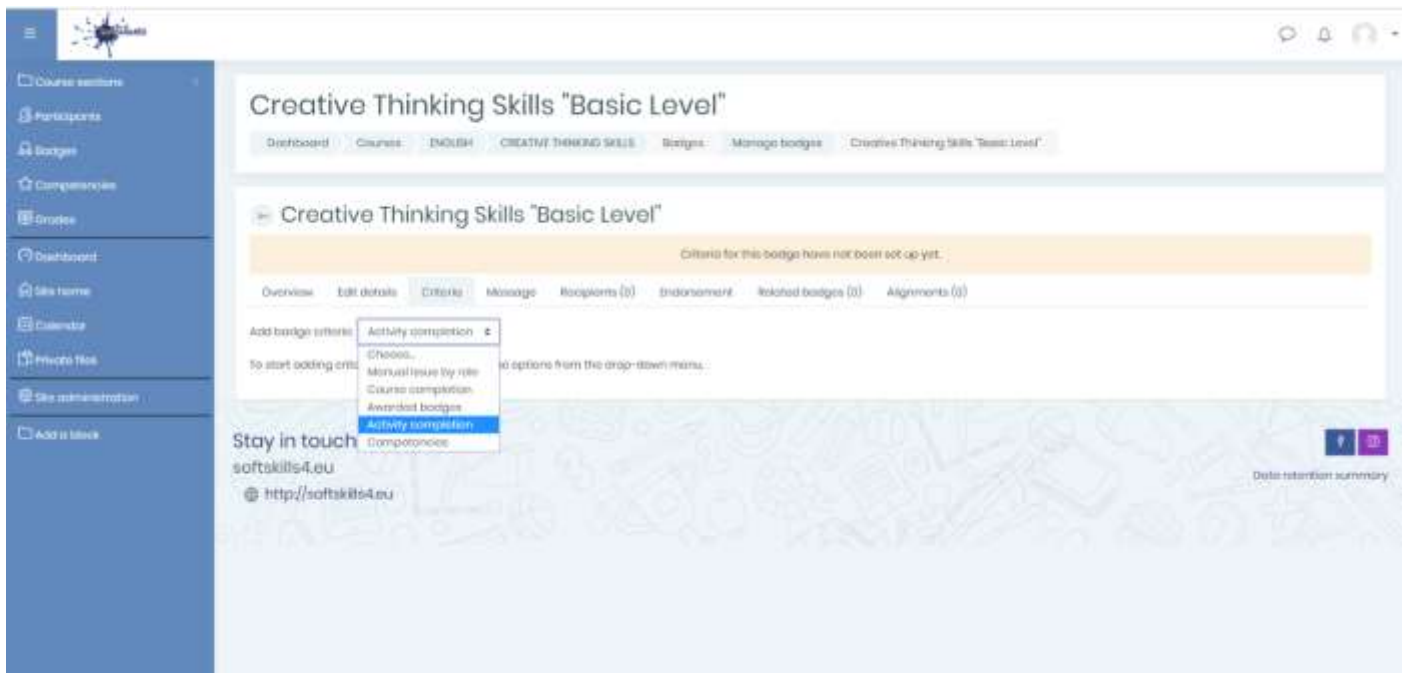 Course sections
Participants
Badges
Competencies
Grades
Dashboard
Site home
Calendar
Private files
Site administration
Add a block
Creative Thinking Skills "Basic Level"
Dashboard Courses ENGLISH CREATIVE THINKING SKILLS Badges Manage badges Creative Thinking Skills "Basic Level"
Creative Thinking Skills "Basic Level"
Criteria for this badge have not been set up yet.
Overview Edit details Criteria Message Recipients (0) Endorsement Related badges (0) Alignments (0)
Add badge criteria Activity completion
Choose...
To start adding options from the drop-down menu.
Manual issue by role
Course completion
Awarded badges
Activity completion
Competencies
Stay in touch
softskills4.eu
http://softskills4.eu
Data retention summary